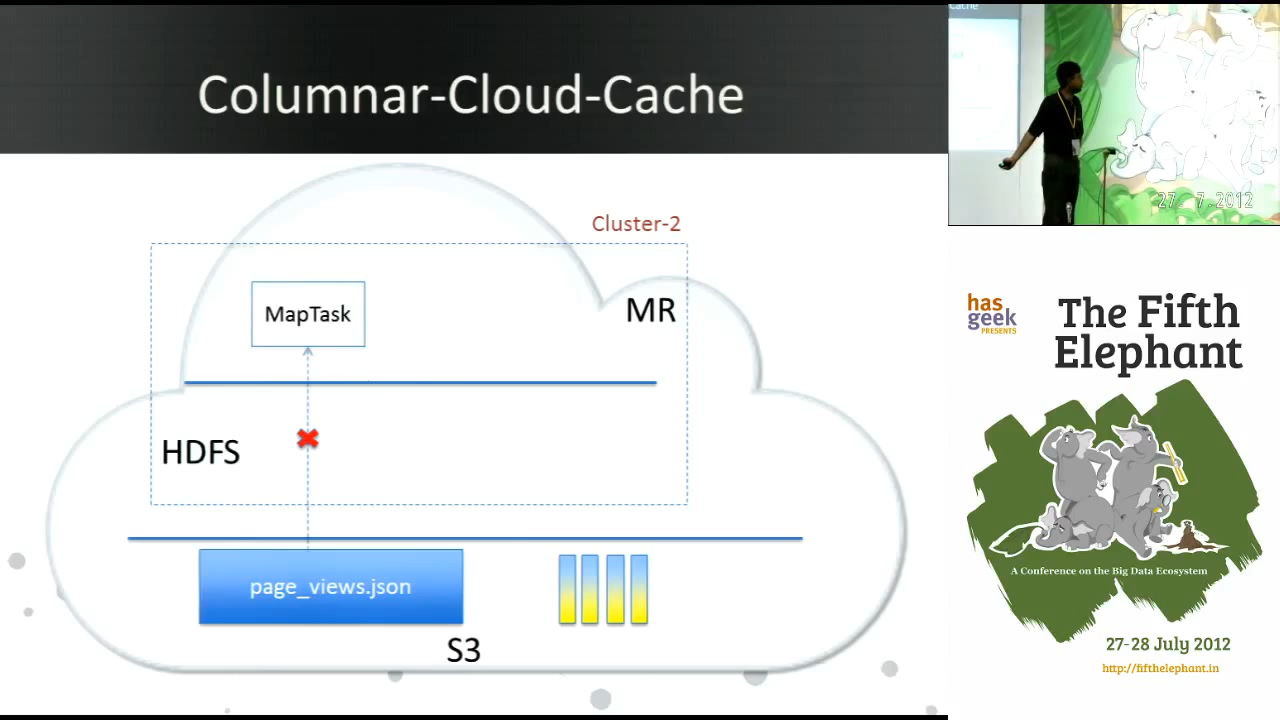 Columnar-Cloud-Cache
Cluster-2
MapTask
MR
HDFS
page_views.json
S3
Cache
27 7.2012
has
geek
PRESENTS
The Fifth
Elephant
A Conference on the Big Data Ecosystem
27-28 July 2012
http://fifthelephant.in